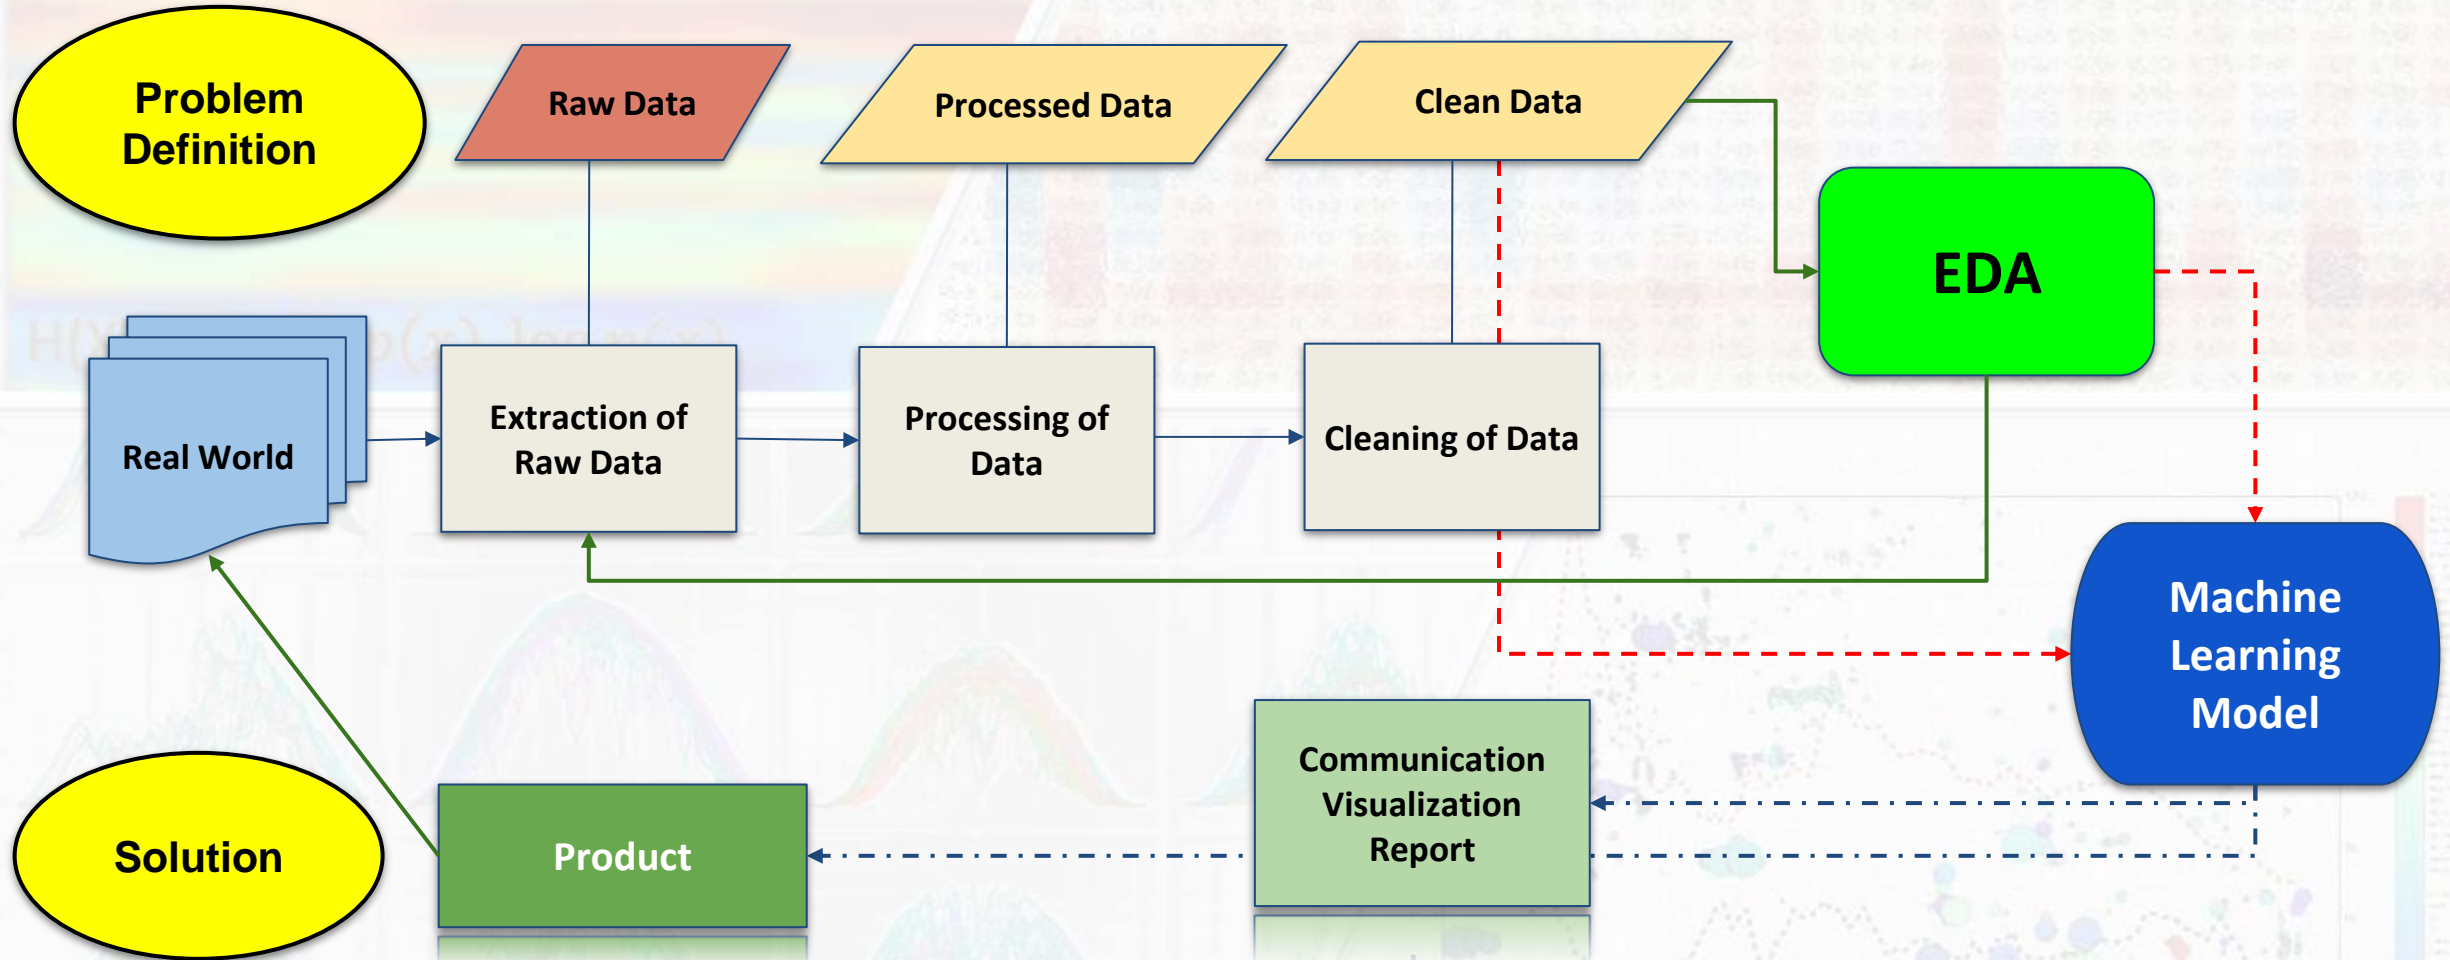 Problem
Definition
Raw Data
Processed Data
Clean Data
EDA
Real World
Extraction of
Raw Data
Processing of
Data
Cleaning of Data
Machine
Learning
Model
Communication
Visualization
Report
Product
Solution